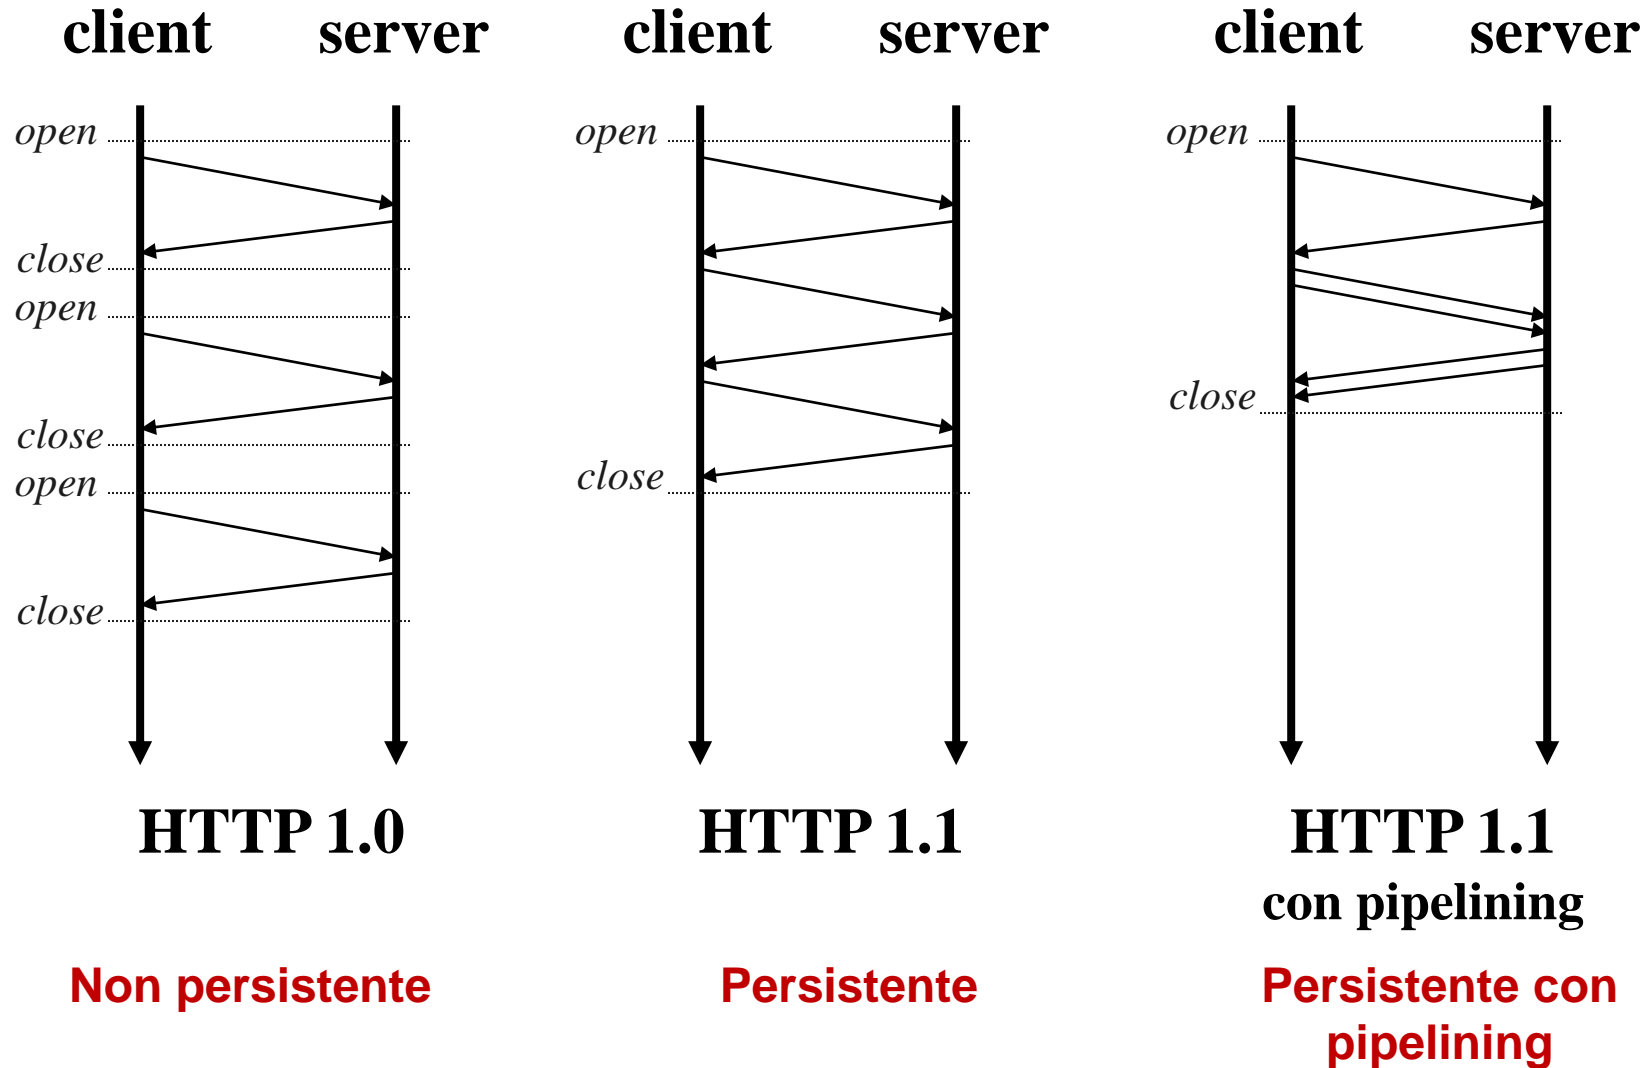 client server client server client server
open open open
close
open
close close
close
open
close
HTTP 1.0 HTTP 1.1 HTTP 1.1
con pipelining
Non persistente Persistente Persistente con
pipelining